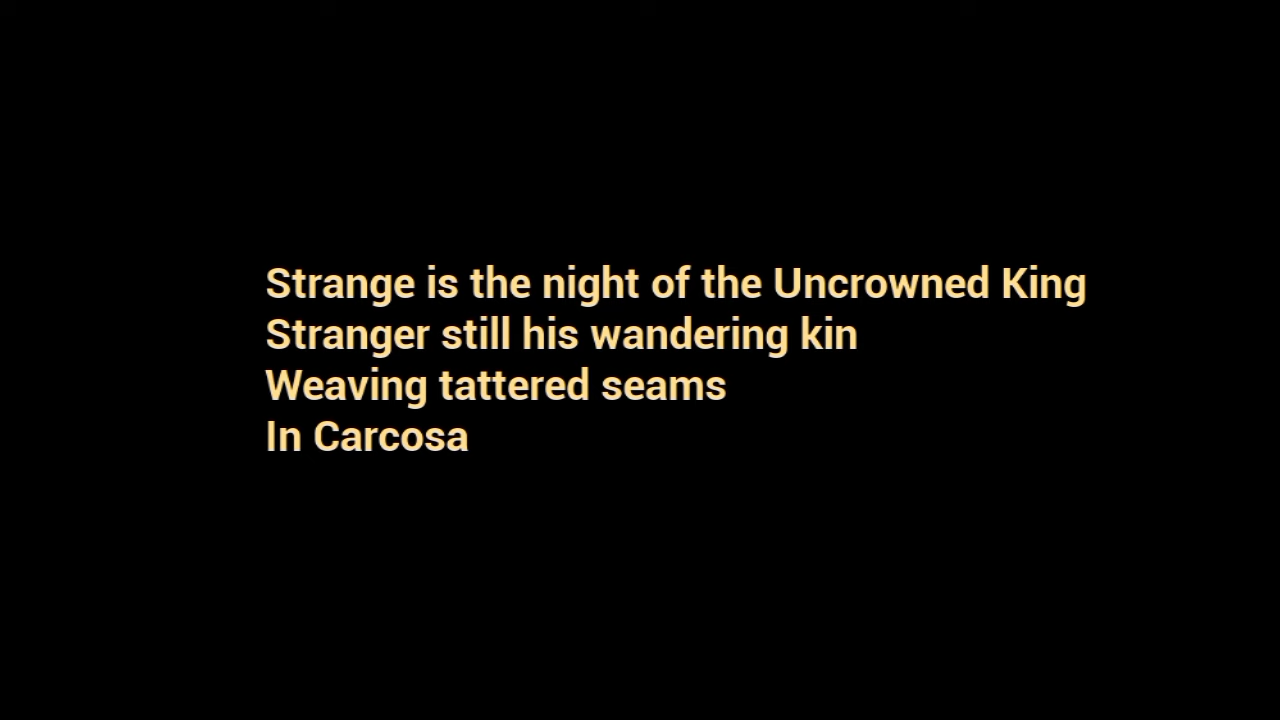 Strange is the night of the Uncrowned King
Stranger still his wandering kin
Weaving tattered seams
In Carcosa